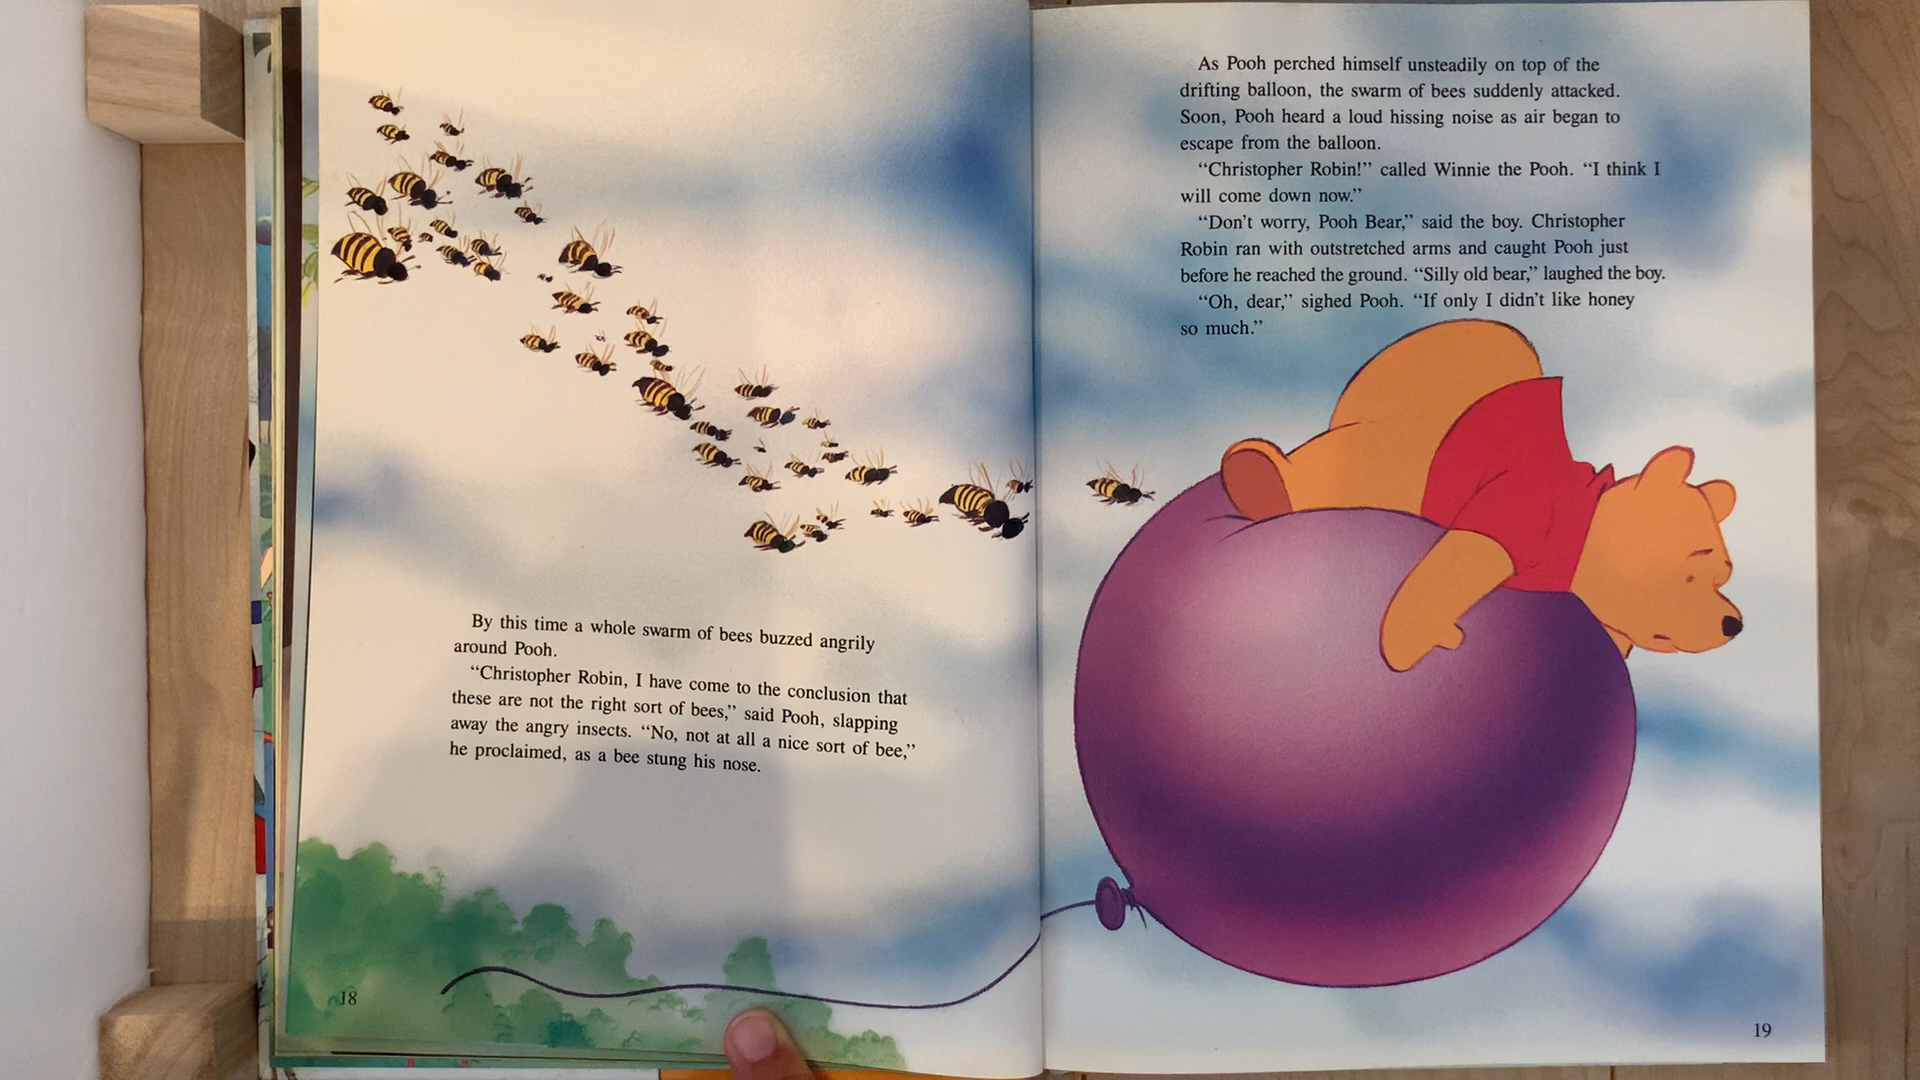 By this time a whole swarm of bees buzzed angrily
around Pooh.
“Christopher Robin, I have come to the conclusion that
these are not the right sort of bees,” said Pooh, slapping
away the angry insects. “No, not at all a nice sort of bee,”
he proclaimed, as a bee stung his nose.
18
As Pooh perched himself unsteadily on top of the
drifting balloon, the swarm of bees suddenly attacked.
Soon, Pooh heard a loud hissing noise as air began to
escape from the balloon.
“Christopher Robin!” called Winnie the Pooh. “I think I
will come down now.”
“Don’t worry, Pooh Bear,” said the boy. Christopher
Robin ran with outstretched arms and caught Pooh just
before he reached the ground. “Silly old bear,” laughed the boy.
“Oh, dear,” sighed Pooh. “If only I didn’t like honey
so much.”
19